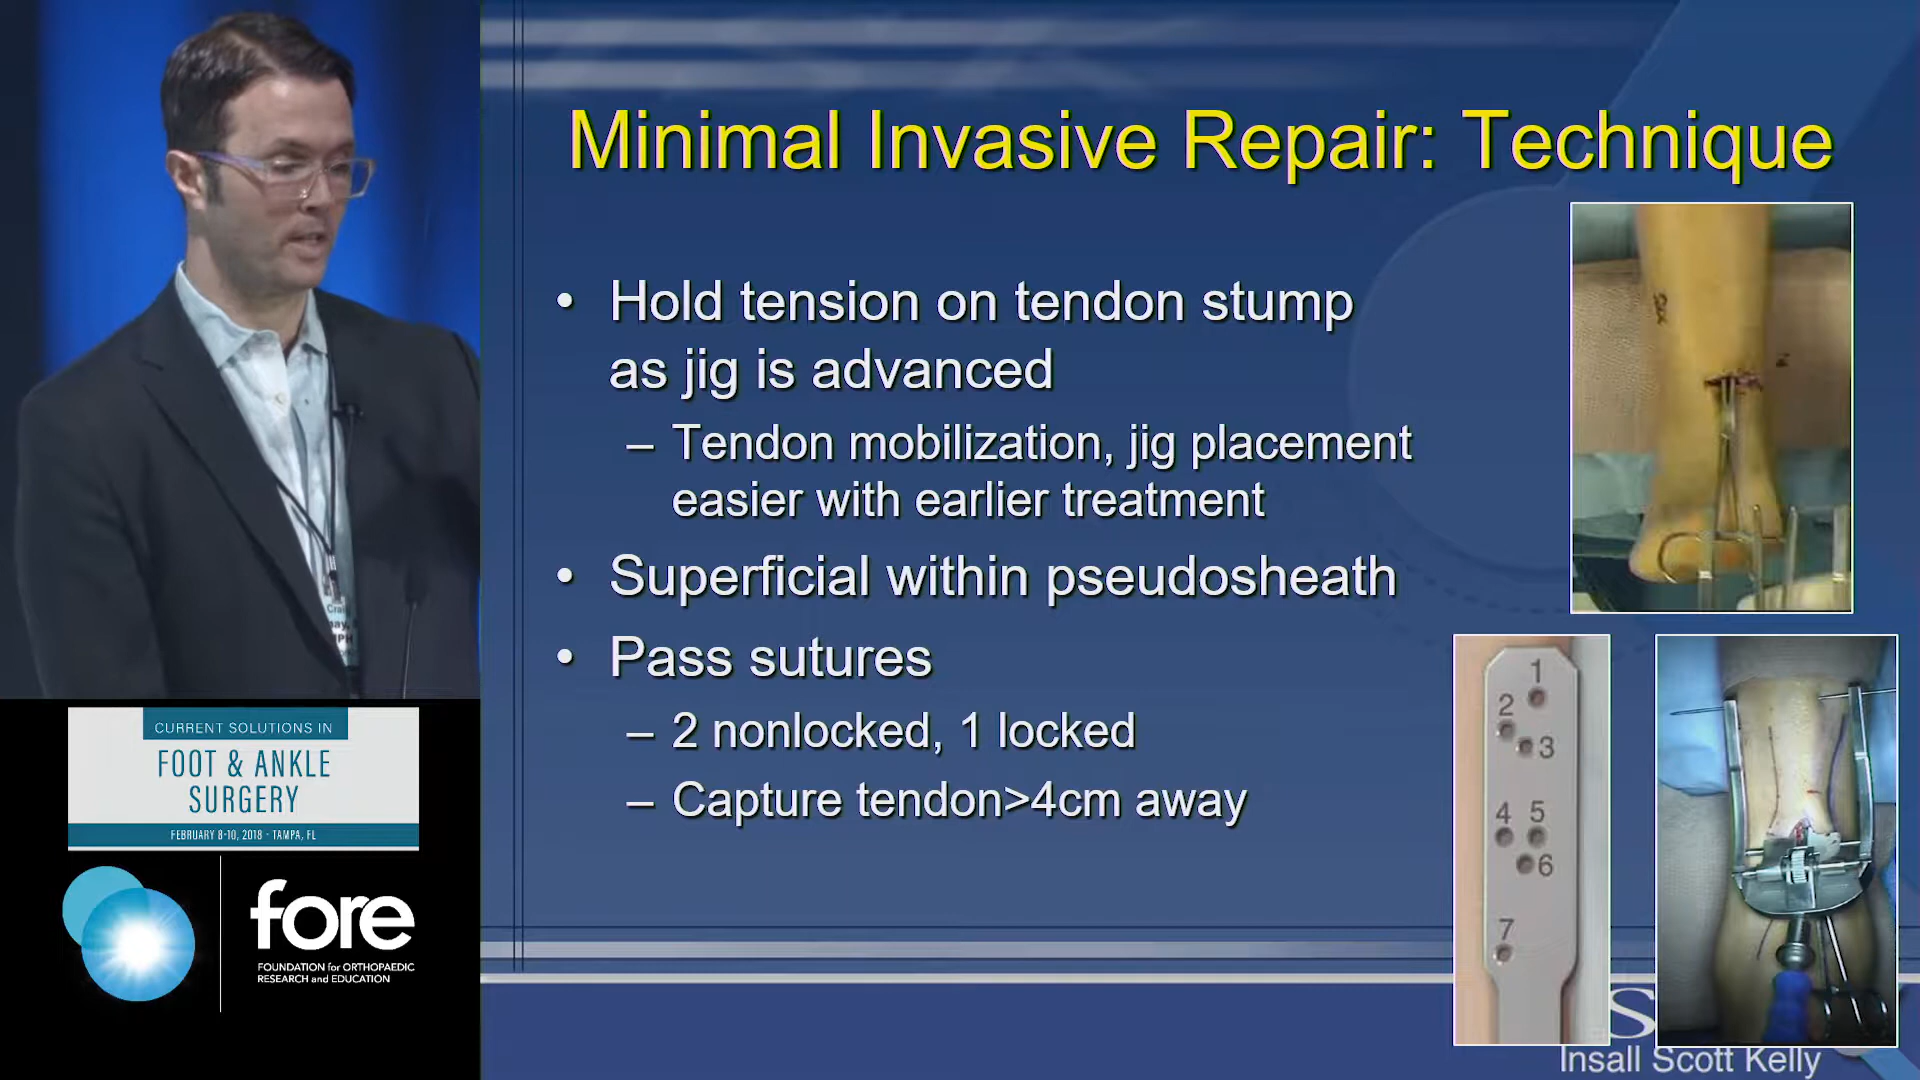 Minimal Invasive Repair: Technique
• Hold tension on tendon stump
as jig is advanced
– Tendon mobilization, jig placement
easier with earlier treatment
• Superficial within pseudosheath
• Pass sutures
– 2 nonlocked, 1 locked
– Capture tendon>4cm away
1
2
3
4 5
6
7
Insall Scott Kelly
CURRENT SOLUTIONS IN
FOOT & ANKLE
SURGERY
FEBRUARY 8-10, 2018 - TAMPA, FL
fore
FOUNDATION for ORTHOPAEDIC
RESEARCH and EDUCATION